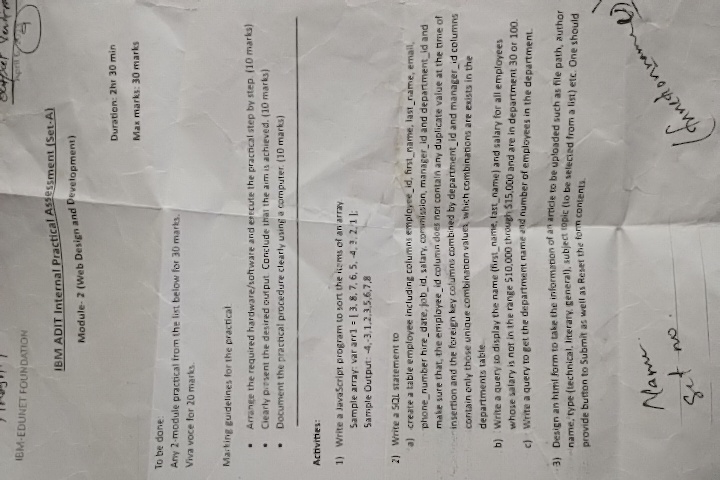 output
IBM-EDUNET FOUNDATION
April
4
IBM ADIT Internal Practical Assessment (Set-A)
Module- 2 (Web Design and Development)
Duration: 2hr 30 min
Max marks: 30 marks
To be done:
Any 2-module practical from the list below for 30 marks.
Viva voce for 20 marks.
Marking guidelines for the practical
▪ Arrange the required hardware/software and execute the practical step by step. (10 marks)
▪ Clearly present the desired output. Conclude that the aim is achieved. (10 marks)
▪ Document the practical procedure clearly using a computer. (10 marks)
Activities:
1) Write a JavaScript program to sort the items of an array.
Sample array: var arr1 = [ 3, 8, 7, 6, 5, -4, 3, 2, 1 ];
Sample Output: -4,-3,1,2,3,5,6,7,8
2) Write a SQL statement to
a) create a table employee including columns employee_id, first_name, last_name, email,
phone_number hire_date, job_id, salary, commission, manager_id and department_id and
make sure that, the employee_id column does not contain any duplicate value at the time of
insertion and the foreign key columns combined by department_id and manager_id columns
contain only those unique combination values, which combinations are exists in the
departments table.
b) Write a query to display the name (first_name, last_name) and salary for all employees
whose salary is not in the range $10,000 through $15,000 and are in department 30 or 100.
c) Write a query to get the department name and number of employees in the department.
3) Design an html form to take the information of an article to be uploaded such as file path, author
name, type (technical, literary, general), subject topic (to be selected from a list) etc. One should
provide button to Submit as well as Reset the form contents.
Name.
Set no.
(functionname())